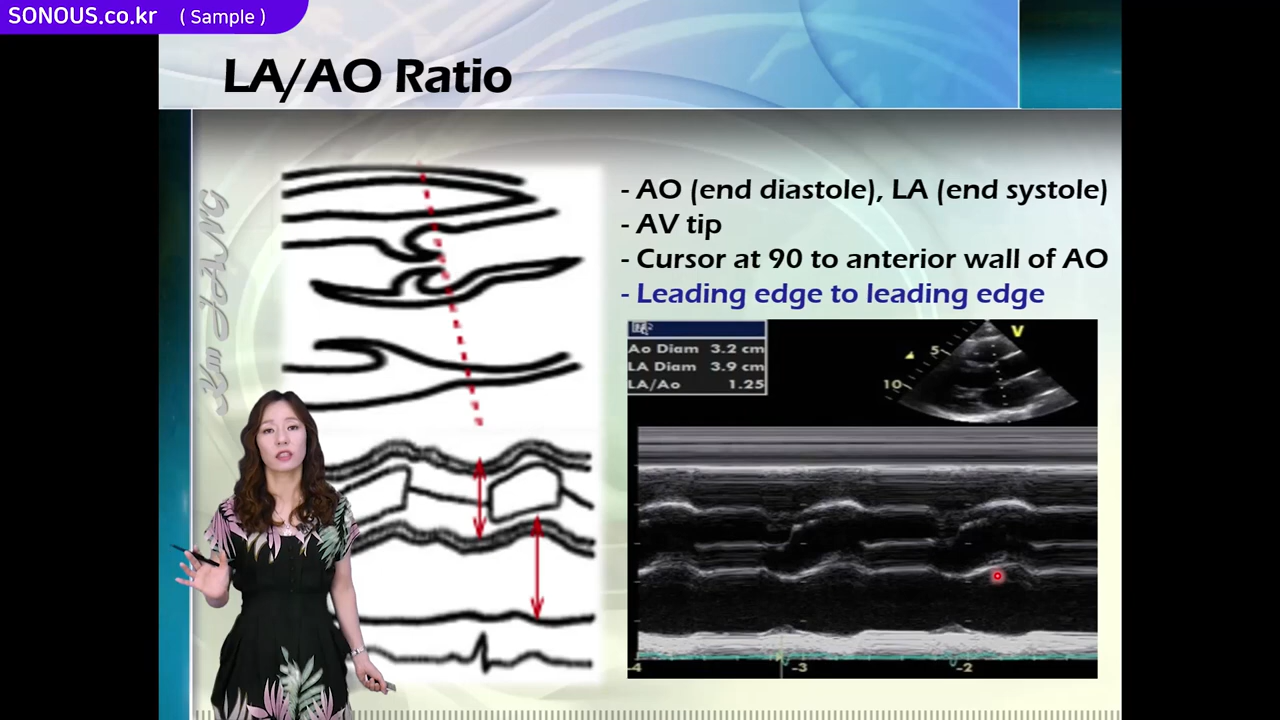 SONOUS.co.kr ( Sample )
LA/AO Ratio
- AO (end diastole), LA (end systole)
- AV tip
- Cursor at 90 to anterior wall of AO
- Leading edge to leading edge
Ao Diam 3.2 cm
LA Diam 3.9 cm
LA/Ao 1.25
V
5
10
-4
-3
-2